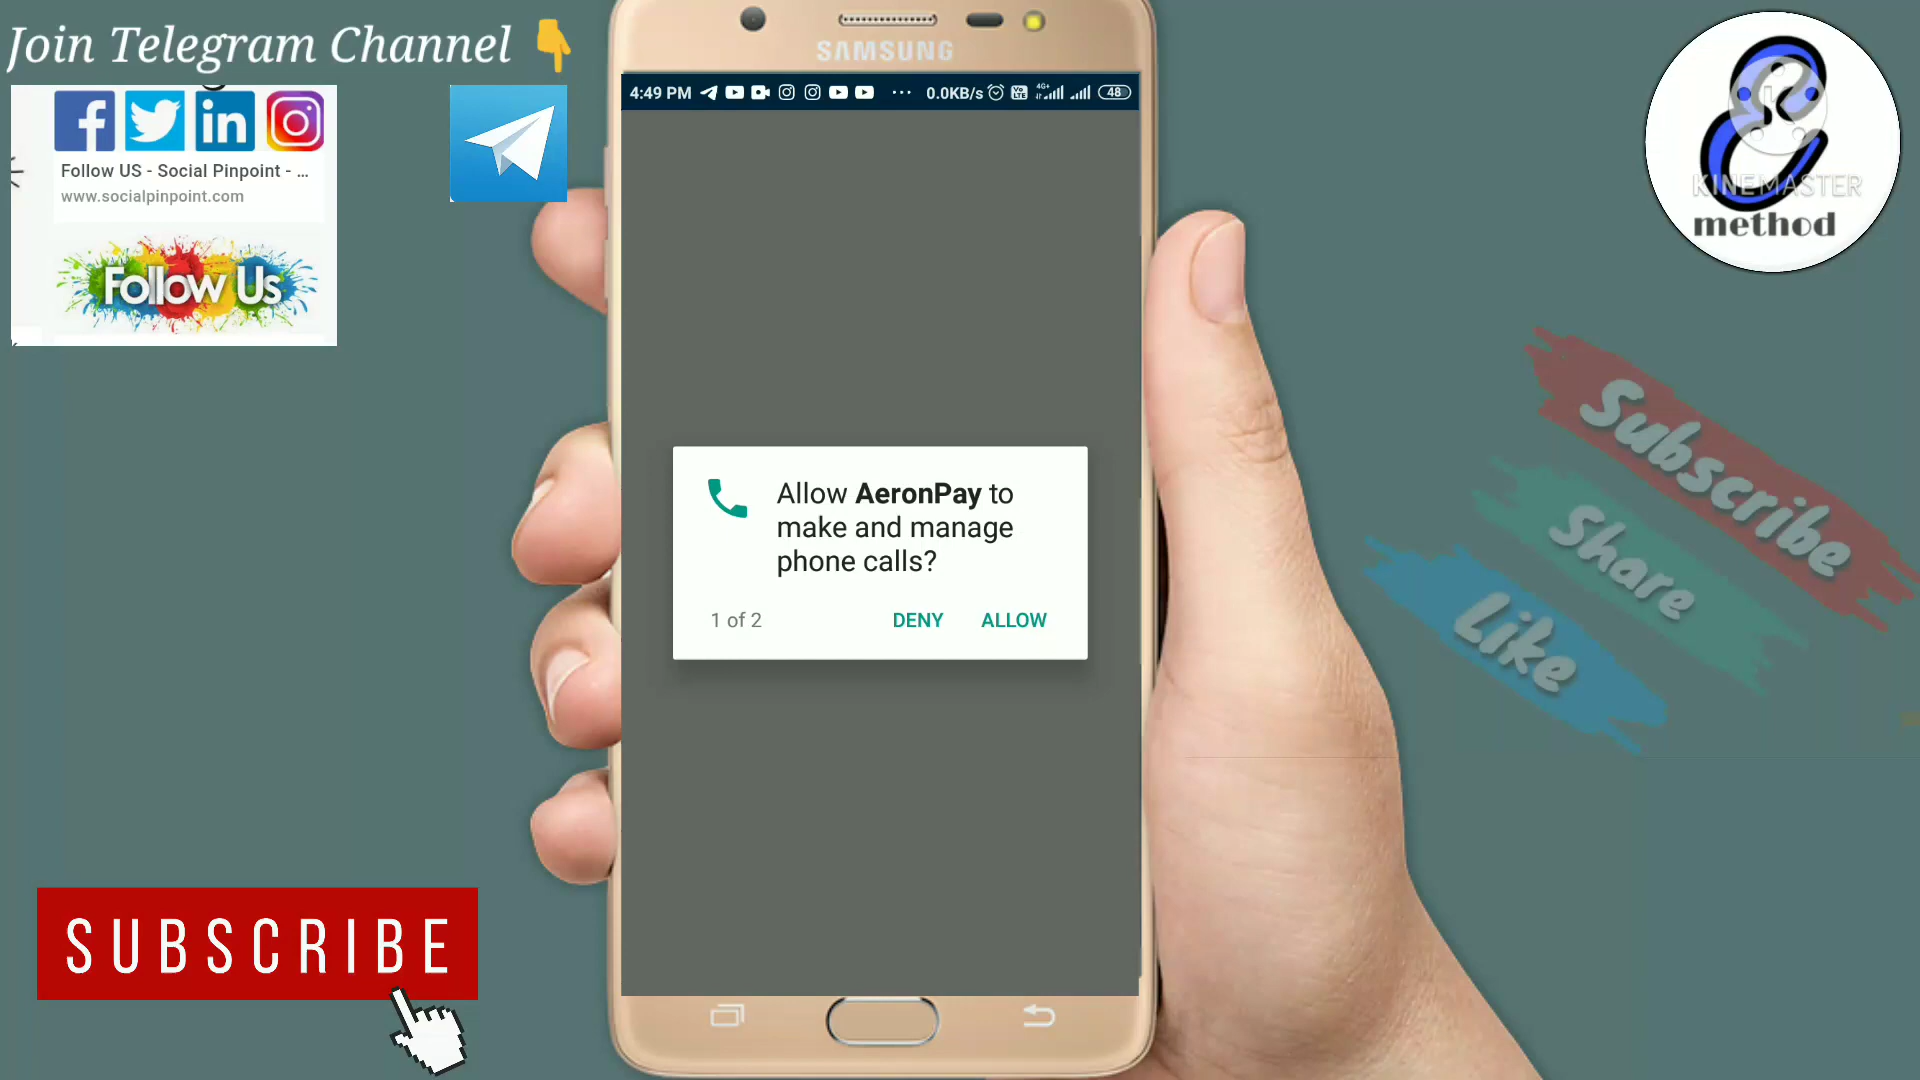 Join Telegram Channel 👇
Follow US - Social Pinpoint - ...
www.socialpinpoint.com
Follow Us
SUBSCRIBE
SAMSUNG
4:49 PM ... 0.0KB/s VoLTE 4G+ 48
Allow AeronPay to
make and manage
phone calls?
1 of 2 DENY ALLOW
KINEMASTER
method
Subscribe
Share
Like